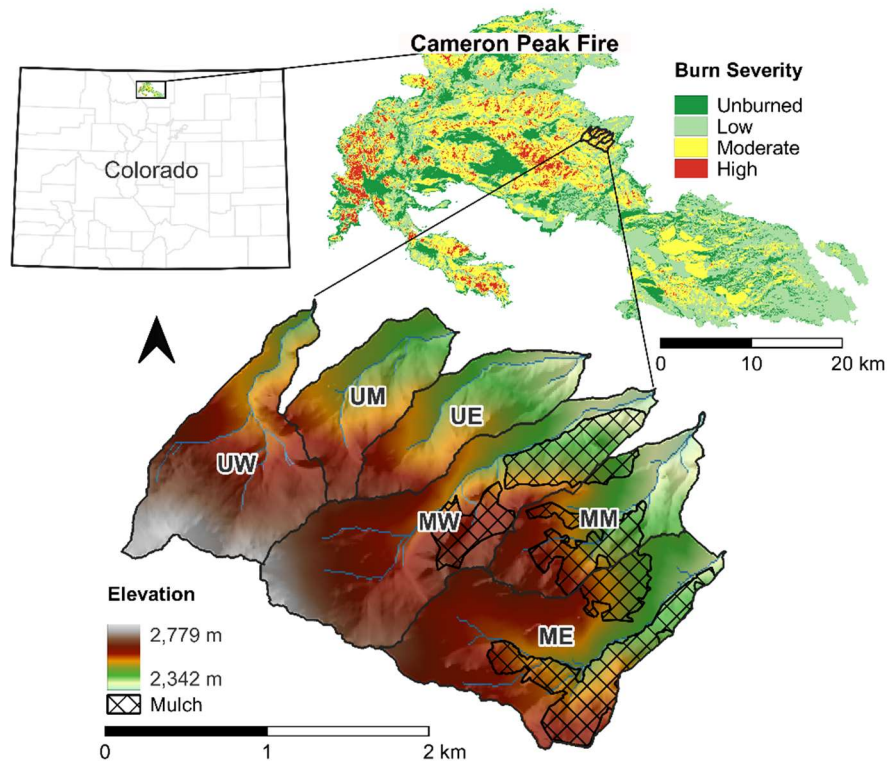 Cameron Peak Fire
Burn Severity
Unburned
Low
Moderate
High
Colorado
0 10 20 km
UM
UE
UW
MW
MM
ME
Elevation
2,779 m
2,342 m
Mulch
0 1 2 km